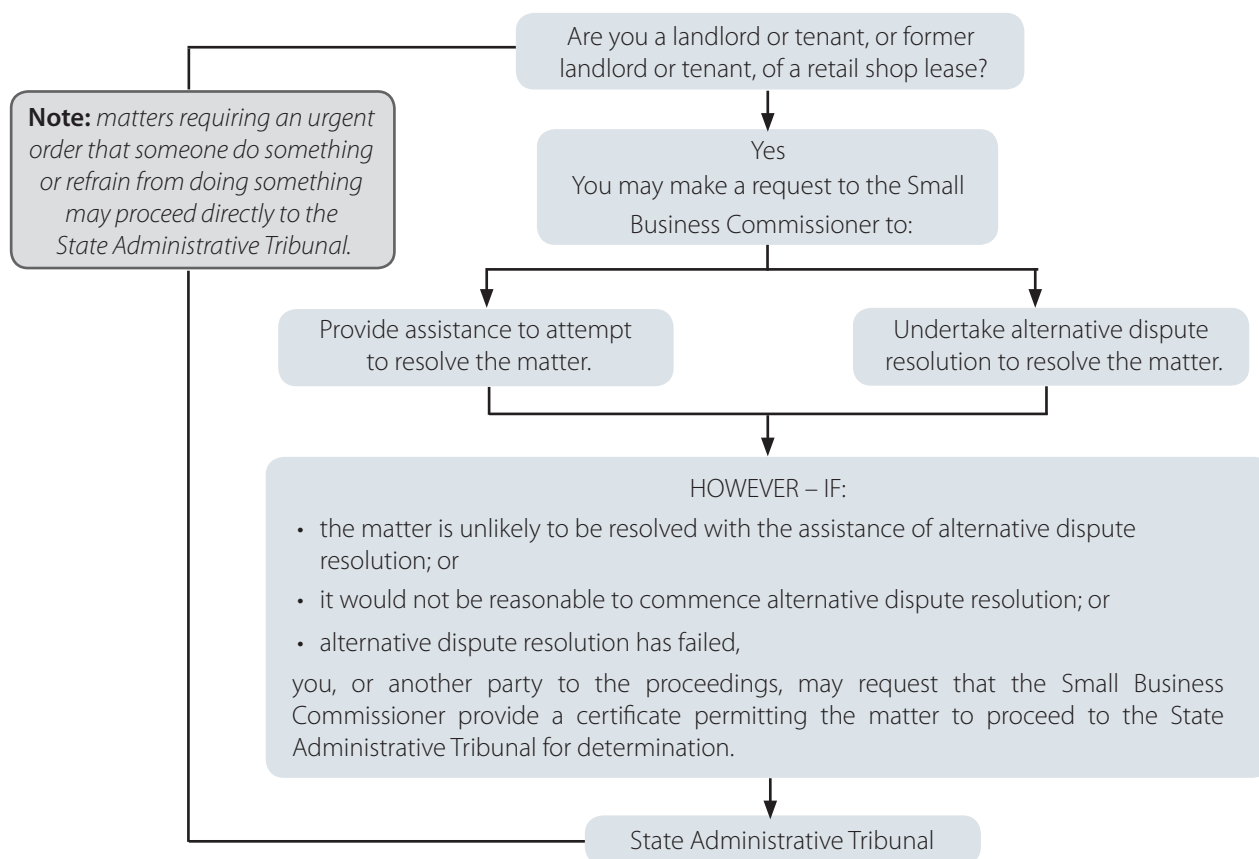 Are you a landlord or tenant, or former
landlord or tenant, of a retail shop lease?
Note: matters requiring an urgent
order that someone do something
or refrain from doing something
may proceed directly to the
State Administrative Tribunal.
Yes
You may make a request to the Small
Business Commissioner to:
Provide assistance to attempt
to resolve the matter.
Undertake alternative dispute
resolution to resolve the matter.
HOWEVER – IF:
• the matter is unlikely to be resolved with the assistance of alternative dispute
resolution; or
• it would not be reasonable to commence alternative dispute resolution; or
• alternative dispute resolution has failed,
you, or another party to the proceedings, may request that the Small Business
Commissioner provide a certificate permitting the matter to proceed to the State
Administrative Tribunal for determination.
State Administrative Tribunal